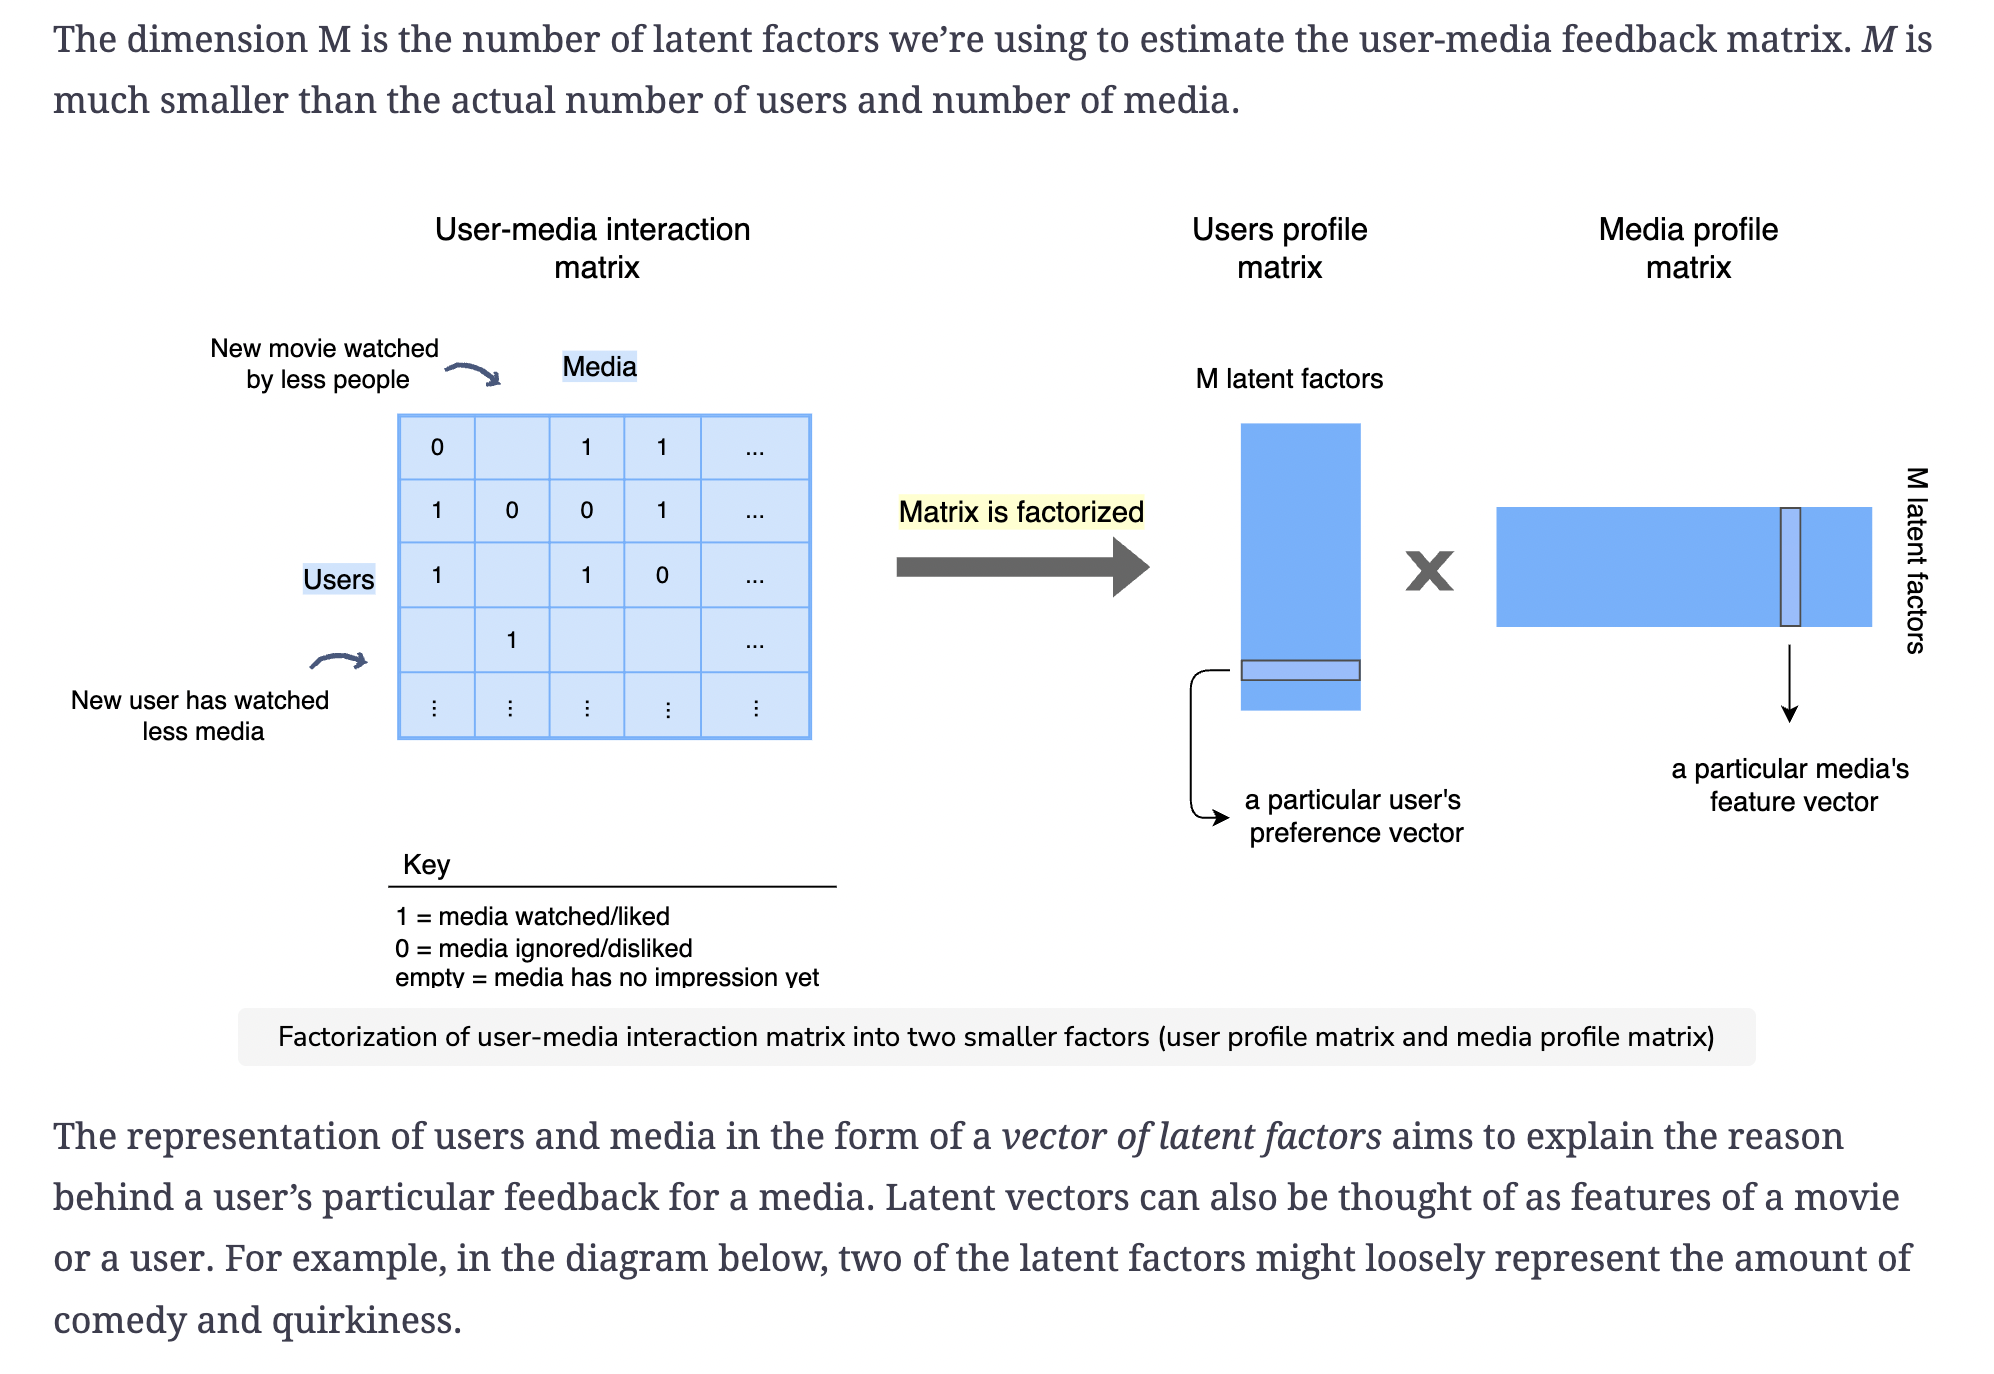 The dimension M is the number of latent factors we’re using to estimate the user-media feedback matrix. M is
much smaller than the actual number of users and number of media.
User-media interaction
matrix
Users profile
matrix
Media profile
matrix
New movie watched
by less people
Media
M latent factors
0 1 1 ...
1 0 0 1 ...
1 1 0 ...
1 ...
⋮ ⋮ ⋮ ⋮ ⋮
Users
New user has watched
less media
Matrix is factorized
x
M latent factors
a particular user's
preference vector
a particular media's
feature vector
Key
1 = media watched/liked
0 = media ignored/disliked
empty = media has no impression yet
Factorization of user-media interaction matrix into two smaller factors (user profile matrix and media profile matrix)
The representation of users and media in the form of a vector of latent factors aims to explain the reason
behind a user’s particular feedback for a media. Latent vectors can also be thought of as features of a movie
or a user. For example, in the diagram below, two of the latent factors might loosely represent the amount of
comedy and quirkiness.